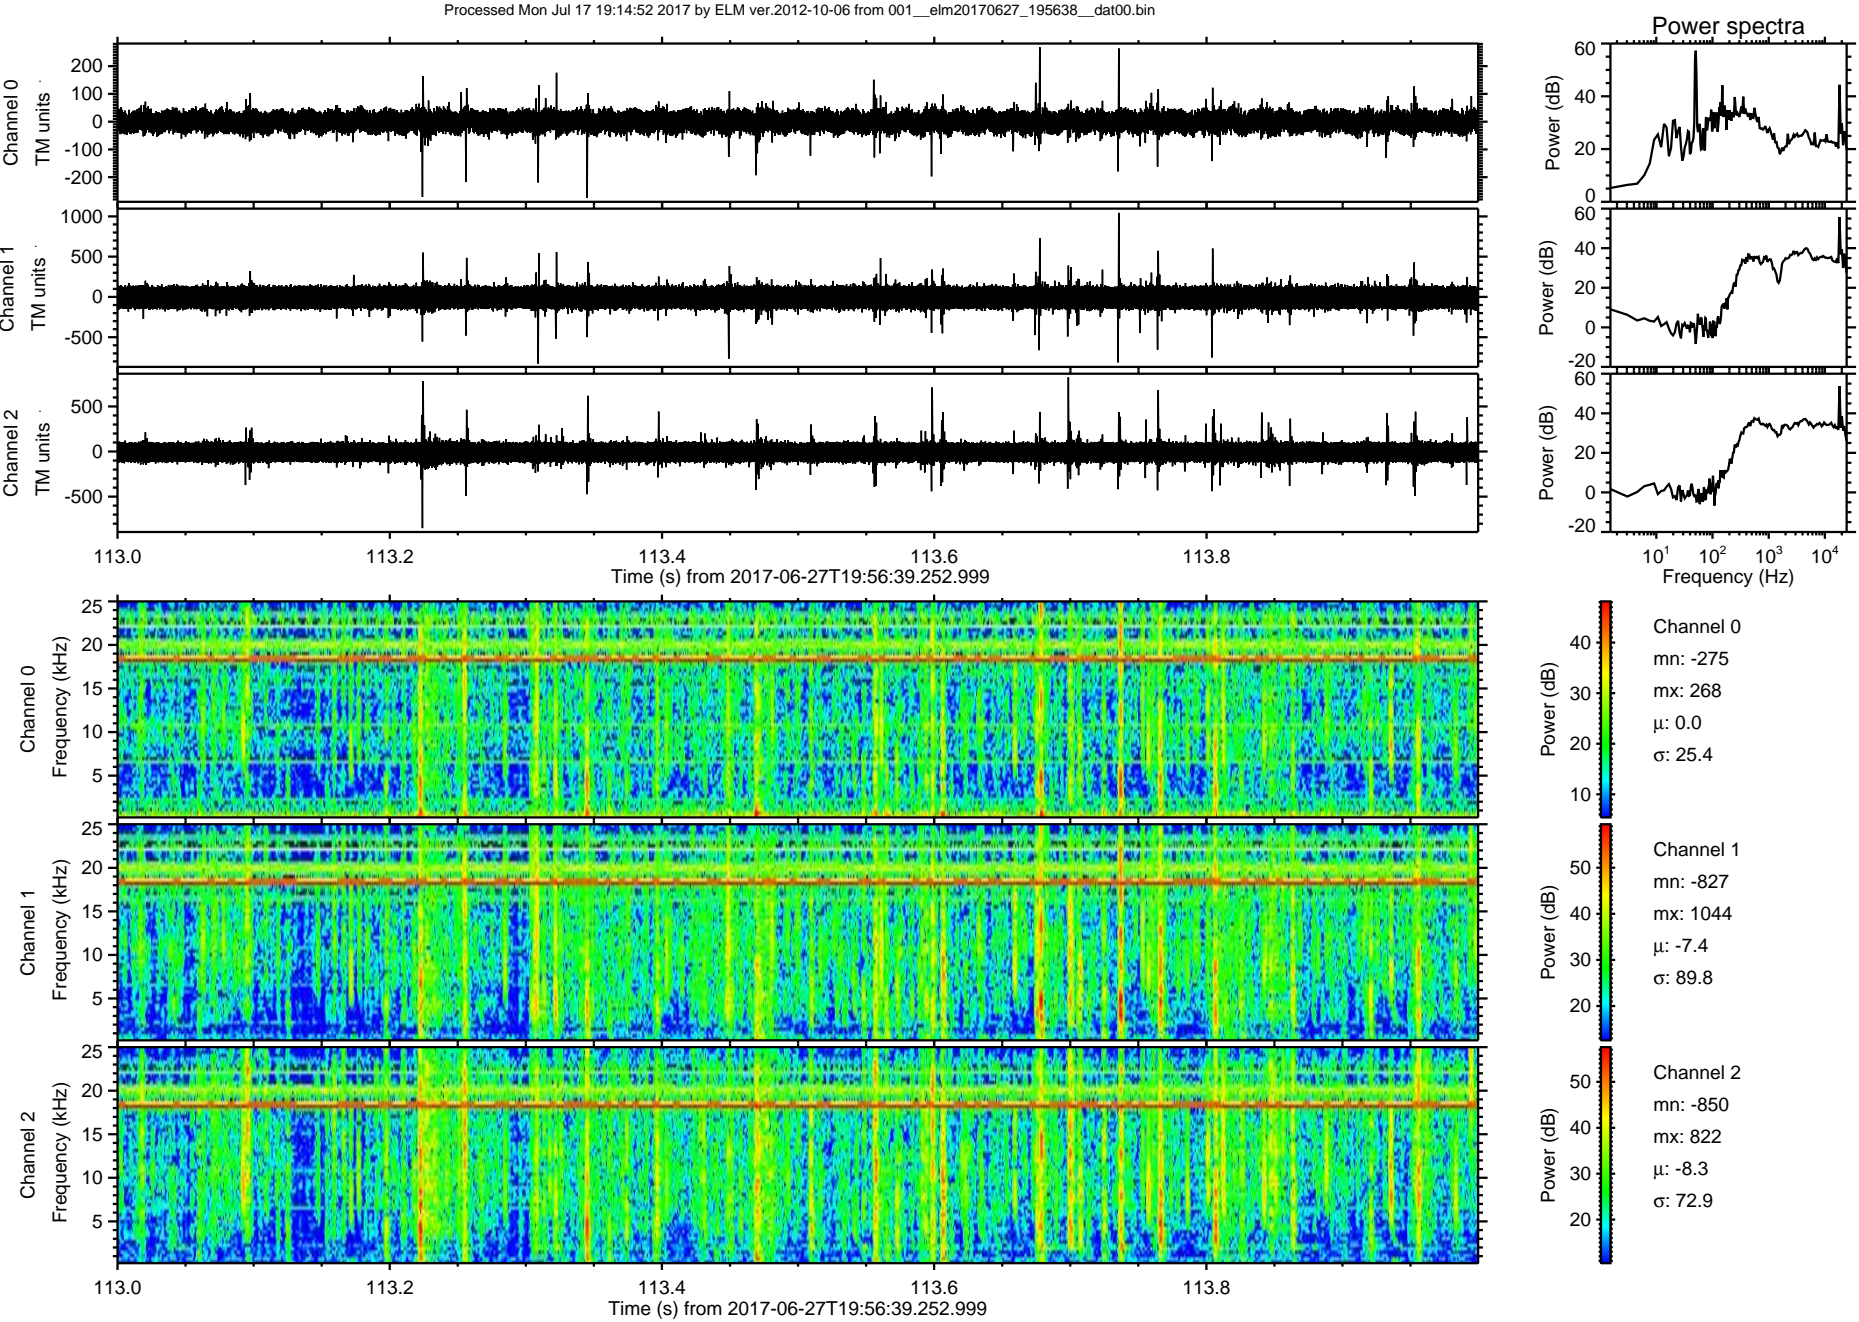 Processed Mon Jul 17 19:14:52 2017 by ELM ver.2012-10-06 from 001__elm20170627_195638__dat00.bin
Power spectra
Channel 0
TM units
200
100
0
-100
-200
Power (dB)
60
40
20
0
Channel 1
TM units
1000
500
0
-500
Power (dB)
60
40
20
0
-20
Channel 2
TM units
500
0
-500
Power (dB)
60
40
20
0
-20
113.0 113.2 113.4 113.6 113.8
Time (s) from 2017-06-27T19:56:39.252.999
10¹ 10² 10³ 10⁴
Frequency (Hz)
Channel 0
Frequency (kHz)
25
20
15
10
5
Power (dB)
40
30
20
10
Channel 0
mn: -275
mx: 268
μ: 0.0
σ: 25.4
Channel 1
Frequency (kHz)
25
20
15
10
5
Power (dB)
50
40
30
20
Channel 1
mn: -827
mx: 1044
μ: -7.4
σ: 89.8
Channel 2
Frequency (kHz)
25
20
15
10
5
Power (dB)
50
40
30
20
Channel 2
mn: -850
mx: 822
μ: -8.3
σ: 72.9
113.0 113.2 113.4 113.6 113.8
Time (s) from 2017-06-27T19:56:39.252.999